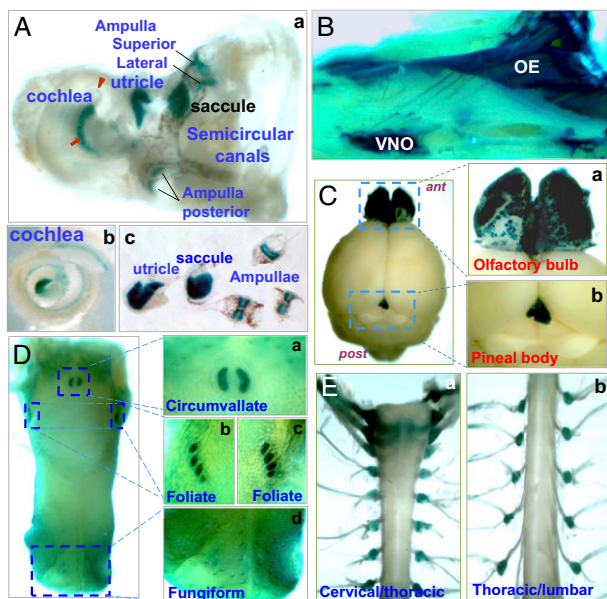 A
a
Ampulla
Superior
Lateral
utricle
cochlea
saccule
Semicircular
canals
Ampulla
posterior
b
cochlea
c
utricle
saccule
Ampullae
B
OE
VNO
C
ant
post
a
Olfactory bulb
b
Pineal body
D
a
Circumvallate
b
Foliate
c
Foliate
d
Fungiform
E
a
Cervical/thoracic
b
Thoracic/lumbar